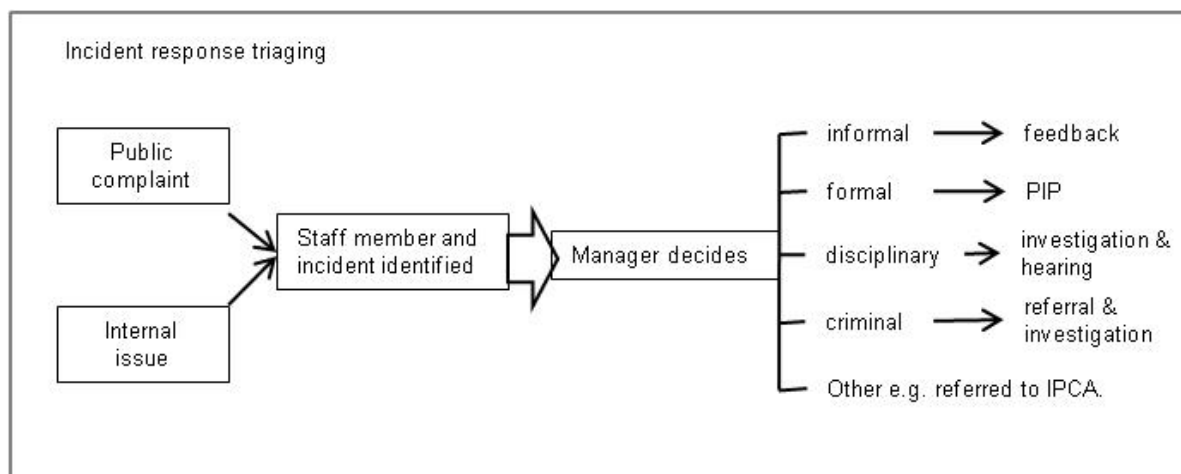 Incident response triaging
Public
complaint
Internal
issue
Staff member and
incident identified
Manager decides
informal
feedback
formal
PIP
disciplinary
investigation &
hearing
criminal
referral &
investigation
Other e.g. referred to IPCA.